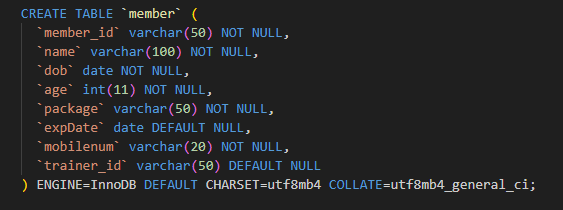 CREATE TABLE `member` (
`member_id` varchar(50) NOT NULL,
`name` varchar(100) NOT NULL,
`dob` date NOT NULL,
`age` int(11) NOT NULL,
`package` varchar(50) NOT NULL,
`expDate` date DEFAULT NULL,
`mobilenum` varchar(20) NOT NULL,
`trainer_id` varchar(50) DEFAULT NULL
) ENGINE=InnoDB DEFAULT CHARSET=utf8mb4 COLLATE=utf8mb4_general_ci;